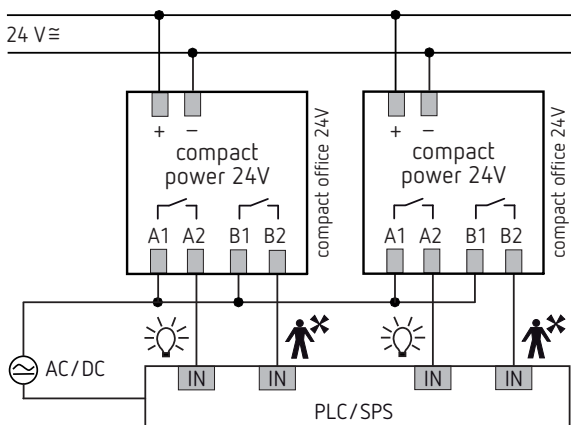 24 V ≅
+ −
compact
power 24V
A1 A2 B1 B2
compact office 24V
+ −
compact
power 24V
A1 A2 B1 B2
compact office 24V
AC/DC
IN IN IN IN
PLC/SPS